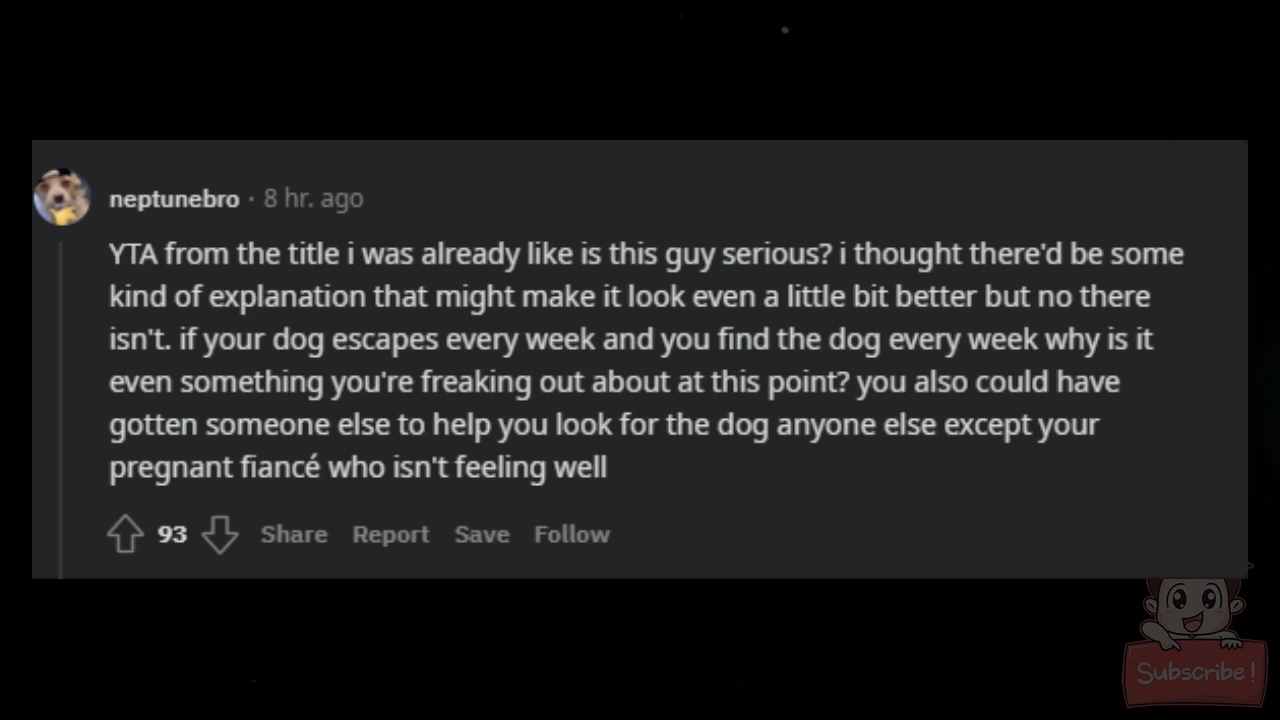 neptunebro · 8 hr. ago
YTA from the title i was already like is this guy serious? i thought there'd be some
kind of explanation that might make it look even a little bit better but no there
isn't. if your dog escapes every week and you find the dog every week why is it
even something you're freaking out about at this point? you also could have
gotten someone else to help you look for the dog anyone else except your
pregnant fiancé who isn't feeling well
93 Share Report Save Follow
Subscribe!